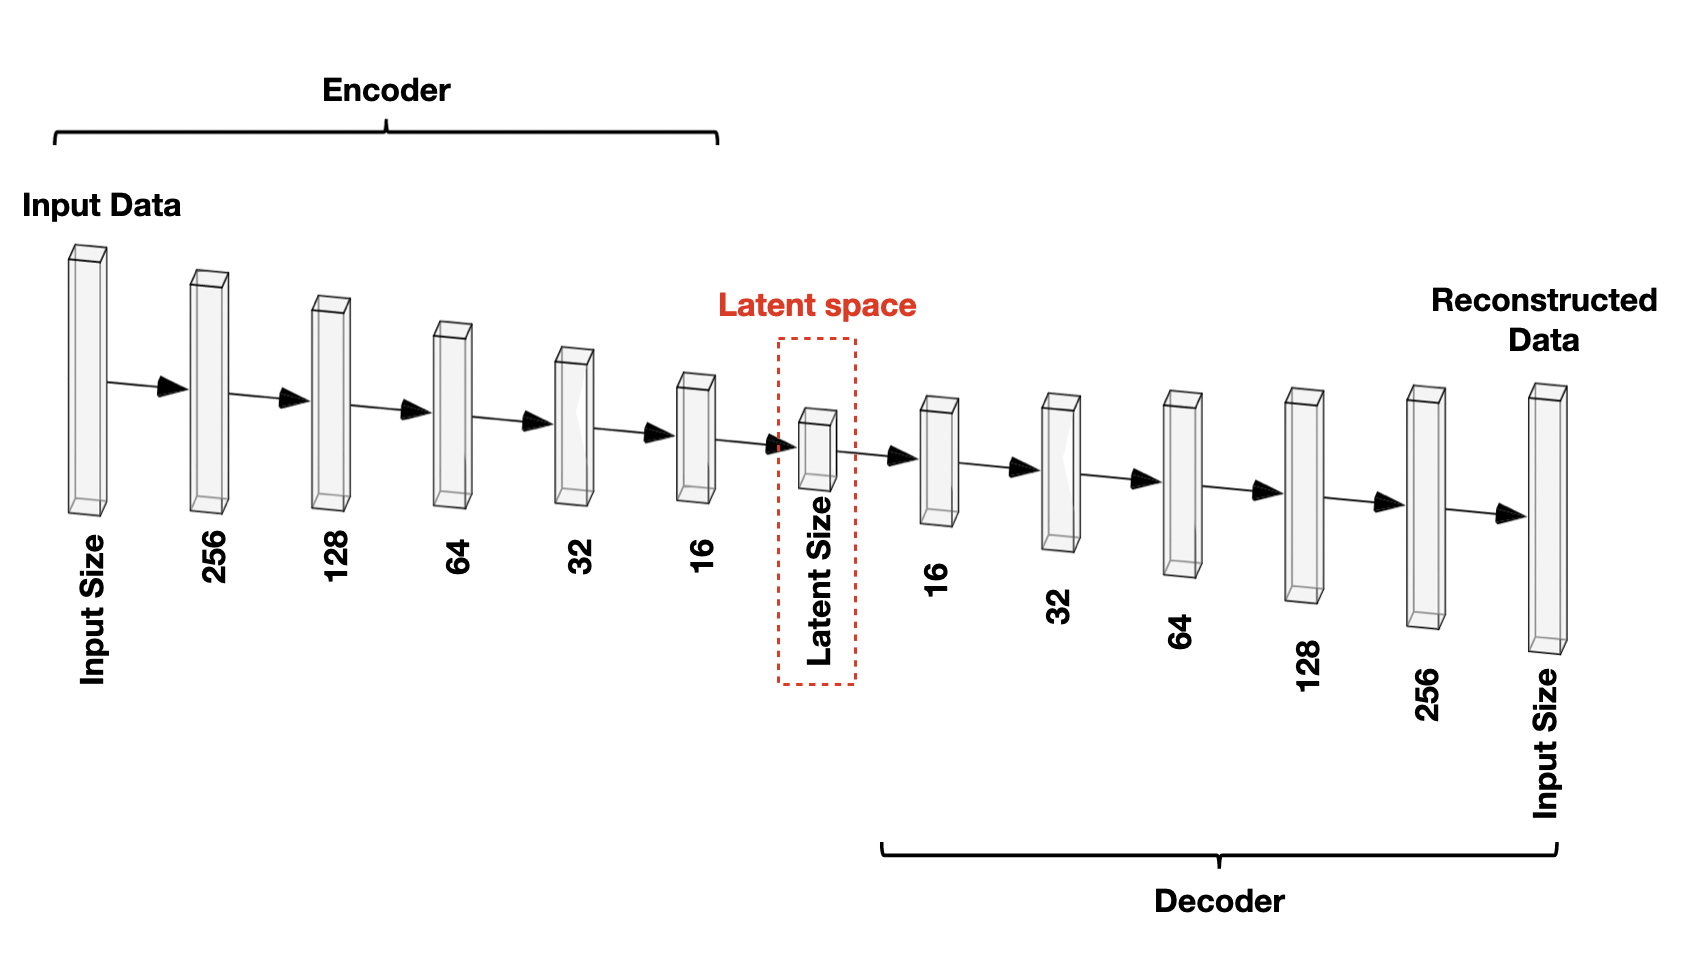 Encoder
Input Data
Latent space
Reconstructed
Data
Input Size
256
128
64
32
16
Latent Size
16
32
64
128
256
Input Size
Decoder